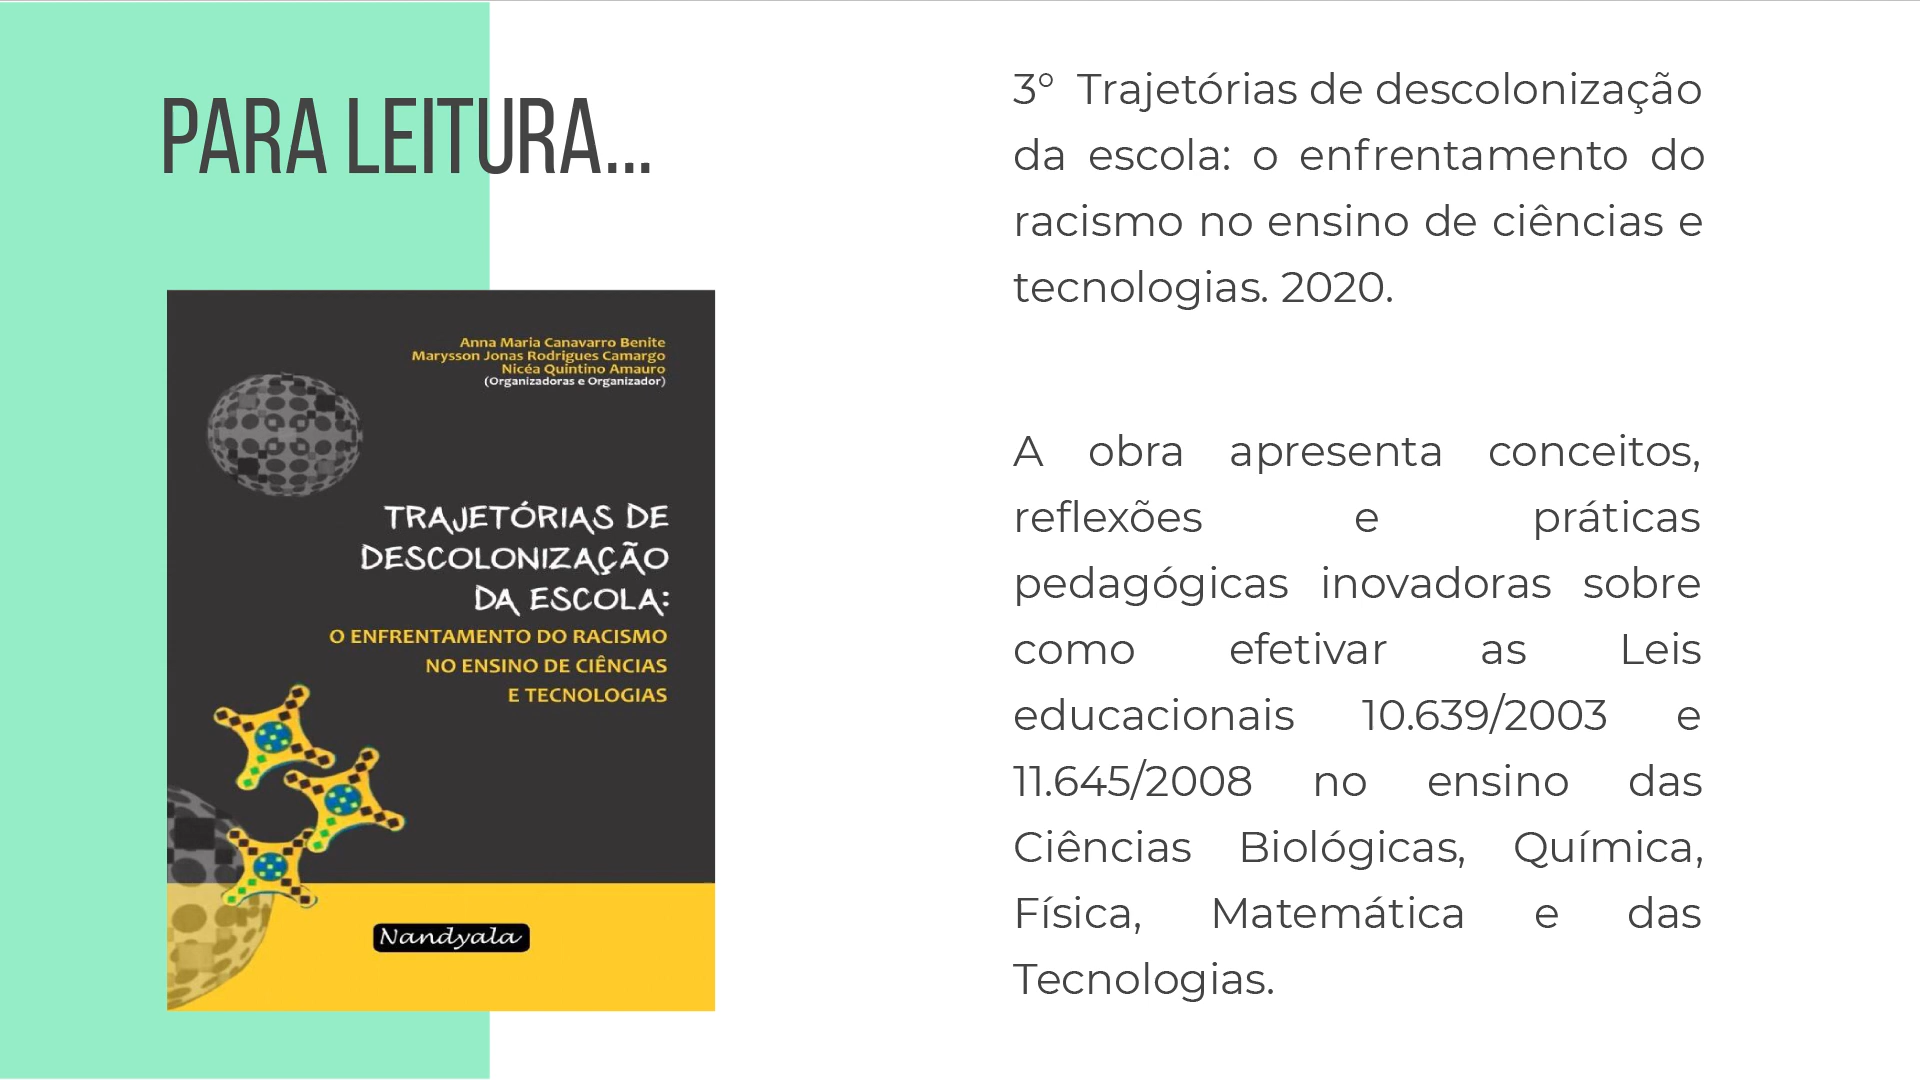 PARA LEITURA...
Anna Maria Canavarro Benite
Marysson Jonas Rodrigues Camargo
Nicéa Quintino Amauro
(Organizadoras e Organizador)
TRAJETÓRIAS DE
DESCOLONIZAÇÃO
DA ESCOLA:
O ENFRENTAMENTO DO RACISMO
NO ENSINO DE CIÊNCIAS
E TECNOLOGIAS
Nandyala
3° Trajetórias de descolonização
da escola: o enfrentamento do
racismo no ensino de ciências e
tecnologias. 2020.
A obra apresenta conceitos,
reflexões e práticas
pedagógicas inovadoras sobre
como efetivar as Leis
educacionais 10.639/2003 e
11.645/2008 no ensino das
Ciências Biológicas, Química,
Física, Matemática e das
Tecnologias.